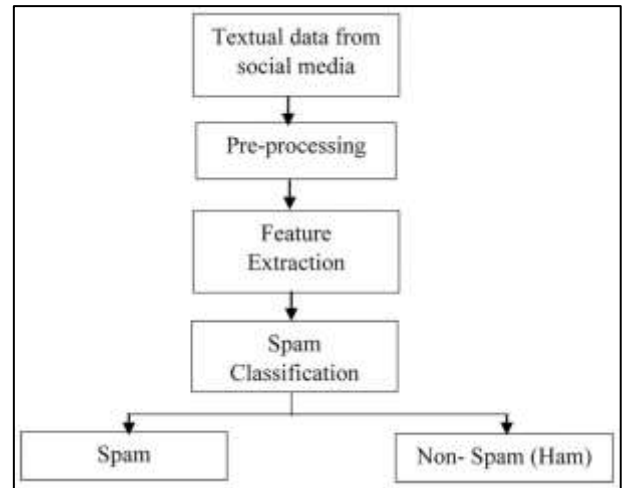 Textual data from
social media
Pre-processing
Feature
Extraction
Spam
Classification
Spam
Non- Spam (Ham)